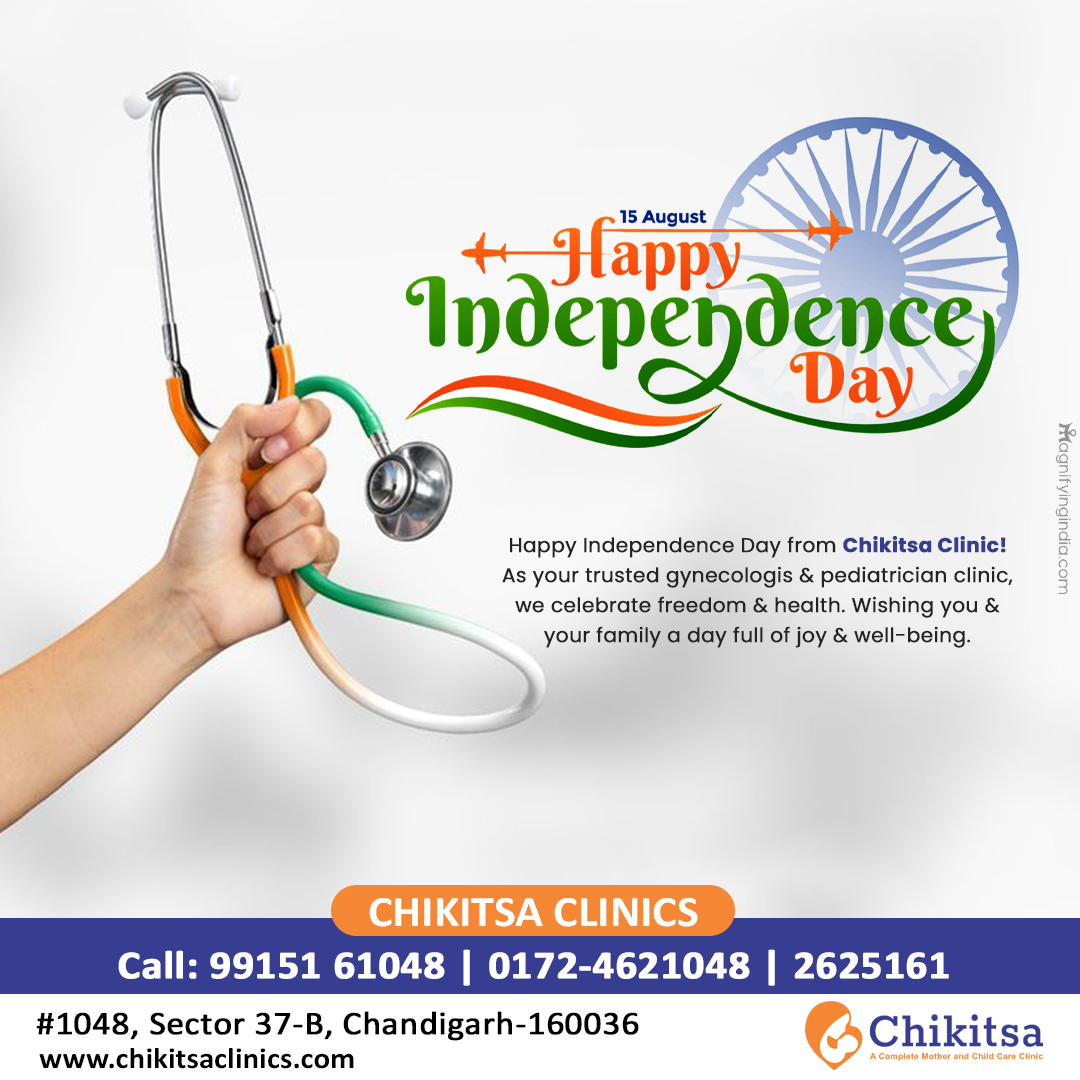 15 August
Happy
Independence
Day
Happy Independence Day from Chikitsa Clinic!
As your trusted gynecologis & pediatrician clinic,
we celebrate freedom & health. Wishing you &
your family a day full of joy & well-being.
Magnifyingindia.com
CHIKITSA CLINICS
Call: 99151 61048 | 0172-4621048 | 2625161
#1048, Sector 37-B, Chandigarh-160036
www.chikitsaclinics.com
Chikitsa
A Complete Mother and Child Care Clinic